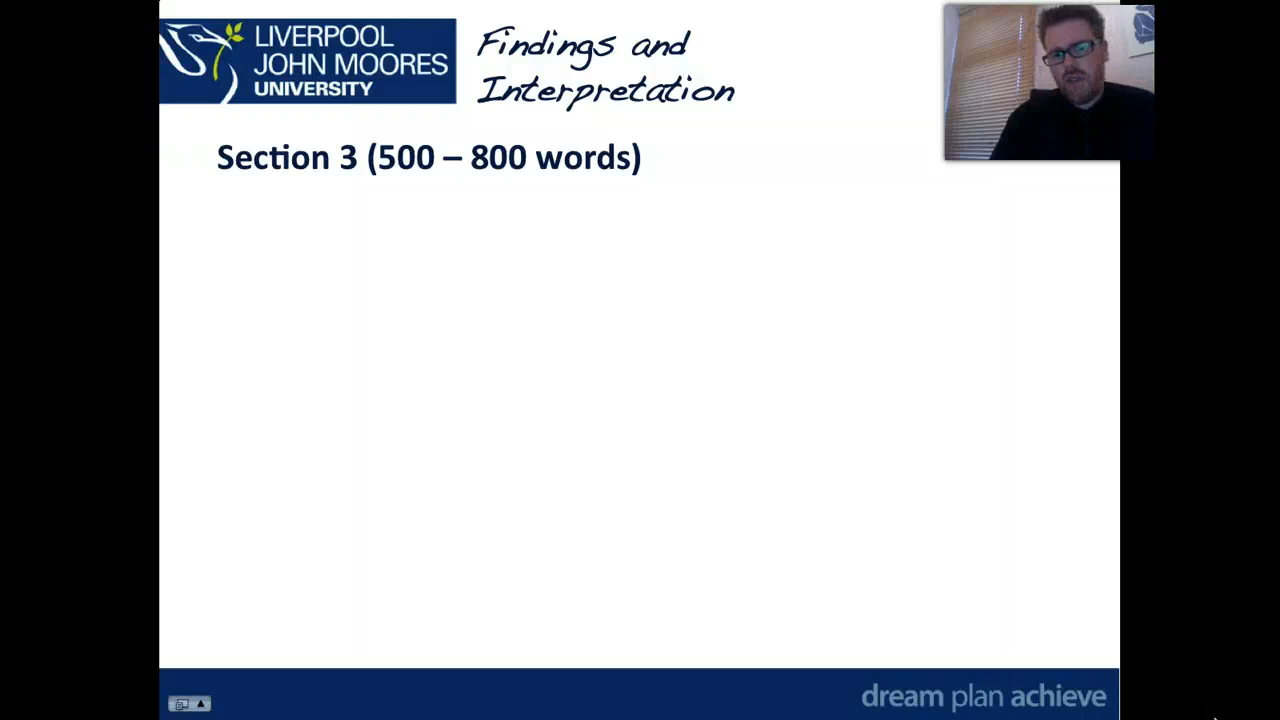 LIVERPOOL
JOHN MOORES
UNIVERSITY
Findings and
Interpretation
Section 3 (500 – 800 words)
dream plan achieve